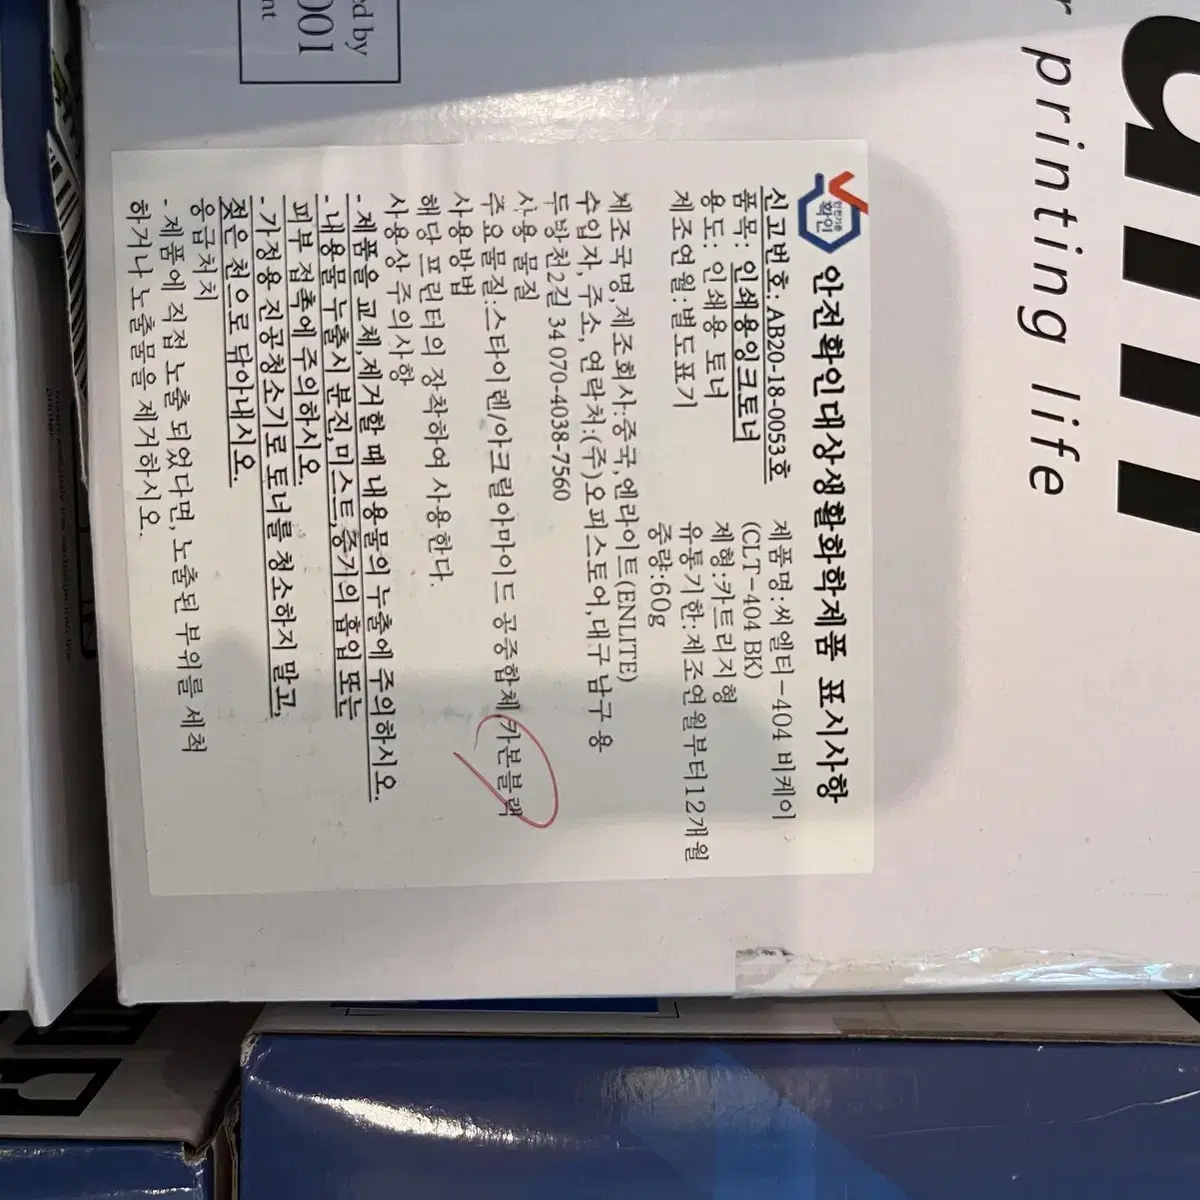 r printing life
ed by
001
nt
안전기준
확인
안전확인대상생활화학제품 표시사항
신고번호:AB20-18-0053호
품목: 인쇄용잉크토너
용도: 인쇄용 토너
제조연월:별도표기
제품명:씨엘티-404 비케이
(CLT-404 BK)
제형:카트리지형
유통기한:제조연월부터12개월
중량:60g
제조국명,제조회사:중국,엔라이트(ENLITE)
수입자, 주소, 연락처:(주)오피스토어,대구 남구 용
두방천2길 34 070-4038-7560
사용 물질
주요물질:스타이렌/아크릴아마이드 공중합체 카본블랙
사용방법
해당 프린터의 장착하여 사용한다.
사용상 주의사항
- 제품을 교체,제거할 때 내용물의 누출에 주의하시오.
- 내용물 누출시 분진,미스트,증기의 흡입 또는
피부 접촉에 주의하시오.
- 가정용 진공청소기로 토너를 청소하지 말고,
젖은 천으로 닦아내시오.
응급처치
- 제품에 직접 노출 되었다면, 노출된 부위를 세척
하거나 노출물을 제거하시오.